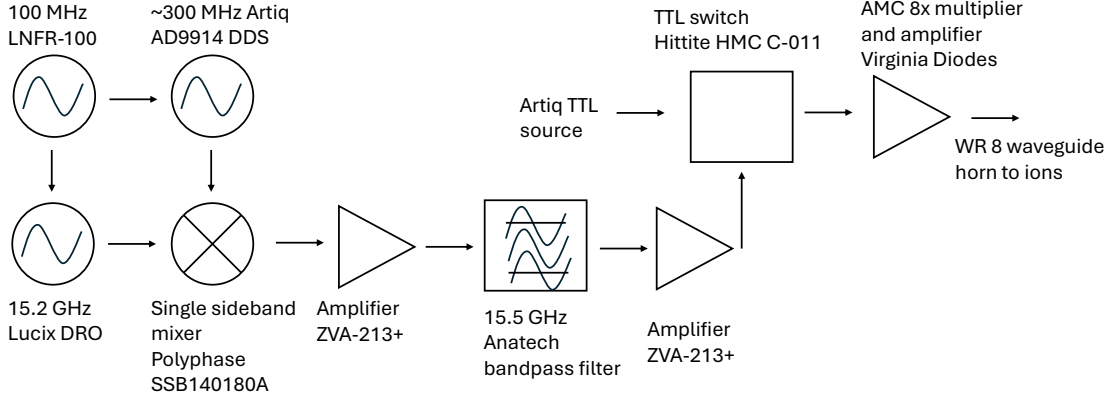 100 MHz
LNFR-100
~300 MHz Artiq
AD9914 DDS
TTL switch
Hittite HMC C-011
AMC 8x multiplier
and amplifier
Virginia Diodes
Artiq TTL
source
WR 8 waveguide
horn to ions
15.2 GHz
Lucix DRO
Single sideband
mixer
Polyphase
SSB140180A
Amplifier
ZVA-213+
15.5 GHz
Anatech
bandpass filter
Amplifier
ZVA-213+